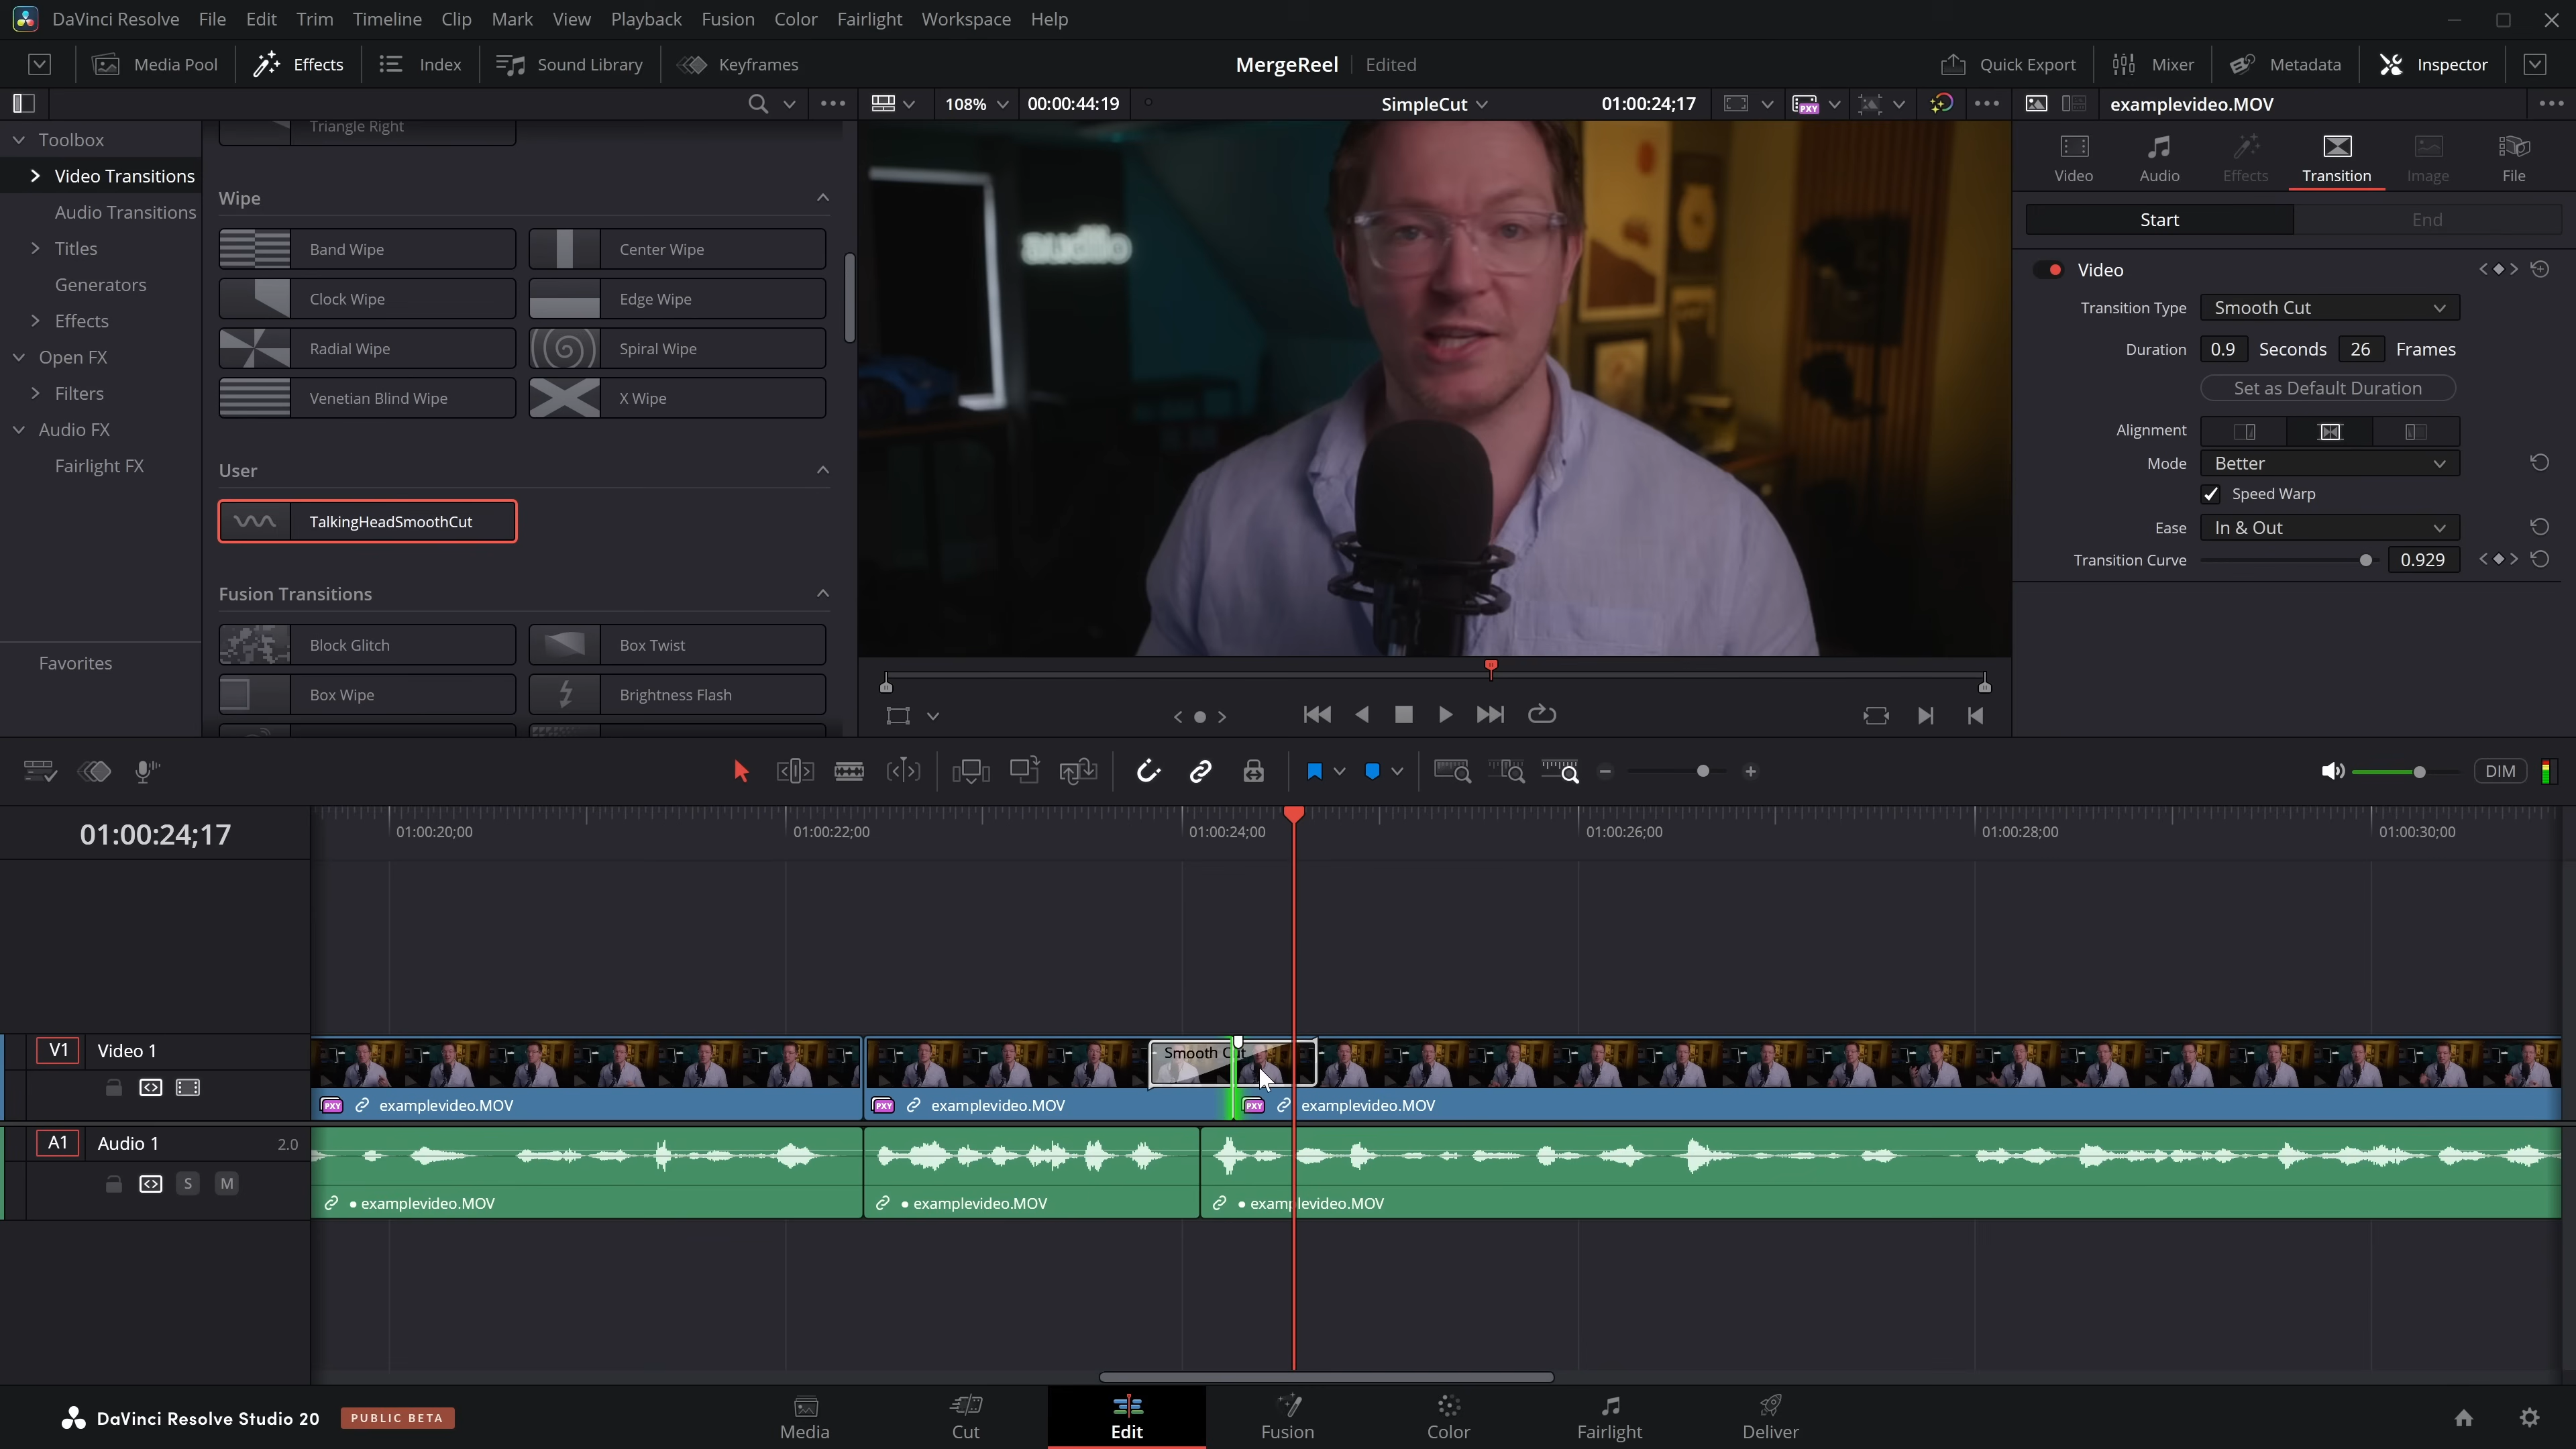 DaVinci Resolve File Edit Trim Timeline Clip Mark View Playback Fusion Color Fairlight Workspace Help
Media Pool Effects Index Sound Library Keyframes MergeReel Edited Quick Export Mixer Metadata Inspector
108% 00:00:44:19 SimpleCut 01:00:24;17 PXY examplevideo.MOV
Toolbox
Video Transitions
Audio Transitions
Titles
Generators
Effects
Open FX
Filters
Audio FX
Fairlight FX
Favorites
Triangle Right
Wipe
Band Wipe Center Wipe
Clock Wipe Edge Wipe
Radial Wipe Spiral Wipe
Venetian Blind Wipe X Wipe
User
TalkingHeadSmoothCut
Fusion Transitions
Block Glitch Box Twist
Box Wipe Brightness Flash
audiio
Video Audio Effects Transition Image File
Start End
Video
Transition Type Smooth Cut
Duration 0.9 Seconds 26 Frames
Set as Default Duration
Alignment
Mode Better
Speed Warp
Ease In & Out
Transition Curve 0.929
DIM
01:00:24;17
01:00:20;00 01:00:22;00 01:00:24;00 01:00:26;00 01:00:28;00 01:00:30;00
V1 Video 1
Smooth Cut
PXY examplevideo.MOV PXY examplevideo.MOV PXY examplevideo.MOV
A1 Audio 1 2.0
S M
examplevideo.MOV examplevideo.MOV examplevideo.MOV
DaVinci Resolve Studio 20 PUBLIC BETA
Media Cut Edit Fusion Color Fairlight Deliver